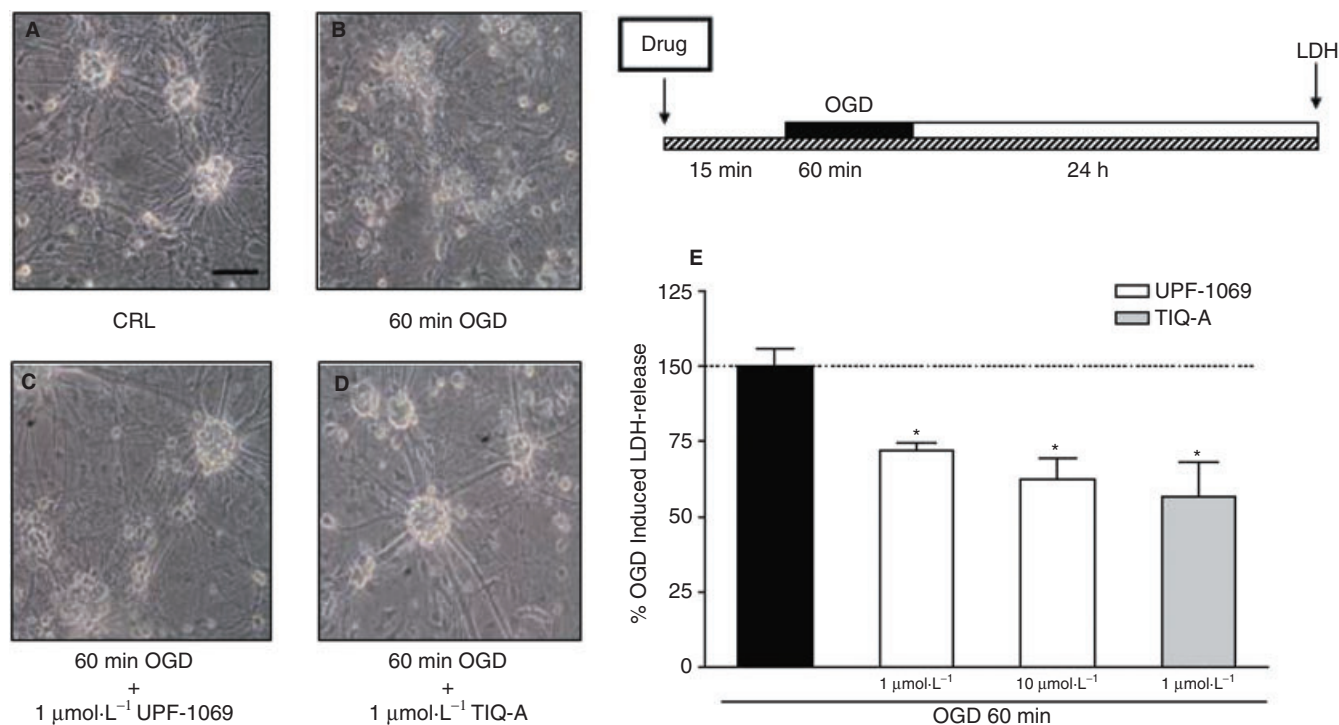 A
B
CRL
60 min OGD
C
D
60 min OGD
+
1 μmol·L⁻¹ UPF-1069
60 min OGD
+
1 μmol·L⁻¹ TIQ-A
Drug
LDH
OGD
15 min
60 min
24 h
E
% OGD Induced LDH-release
125
150
75
50
25
0
UPF-1069
TIQ-A
*
*
*
1 μmol·L⁻¹
10 μmol·L⁻¹
1 μmol·L⁻¹
OGD 60 min